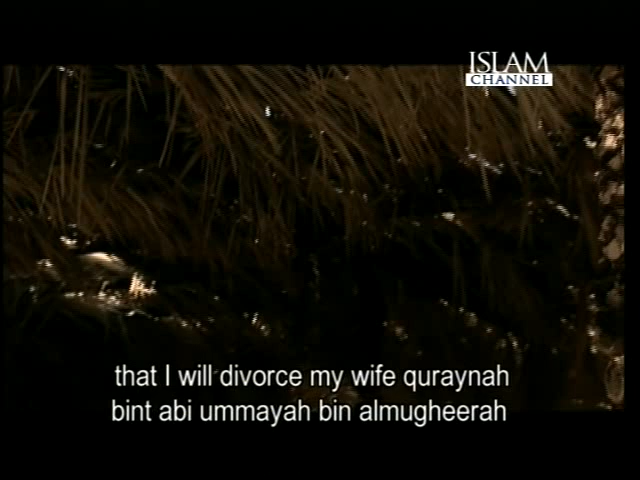 ISLAM
CHANNEL
that I will divorce my wife quraynah
bint abi ummayah bin almugheerah